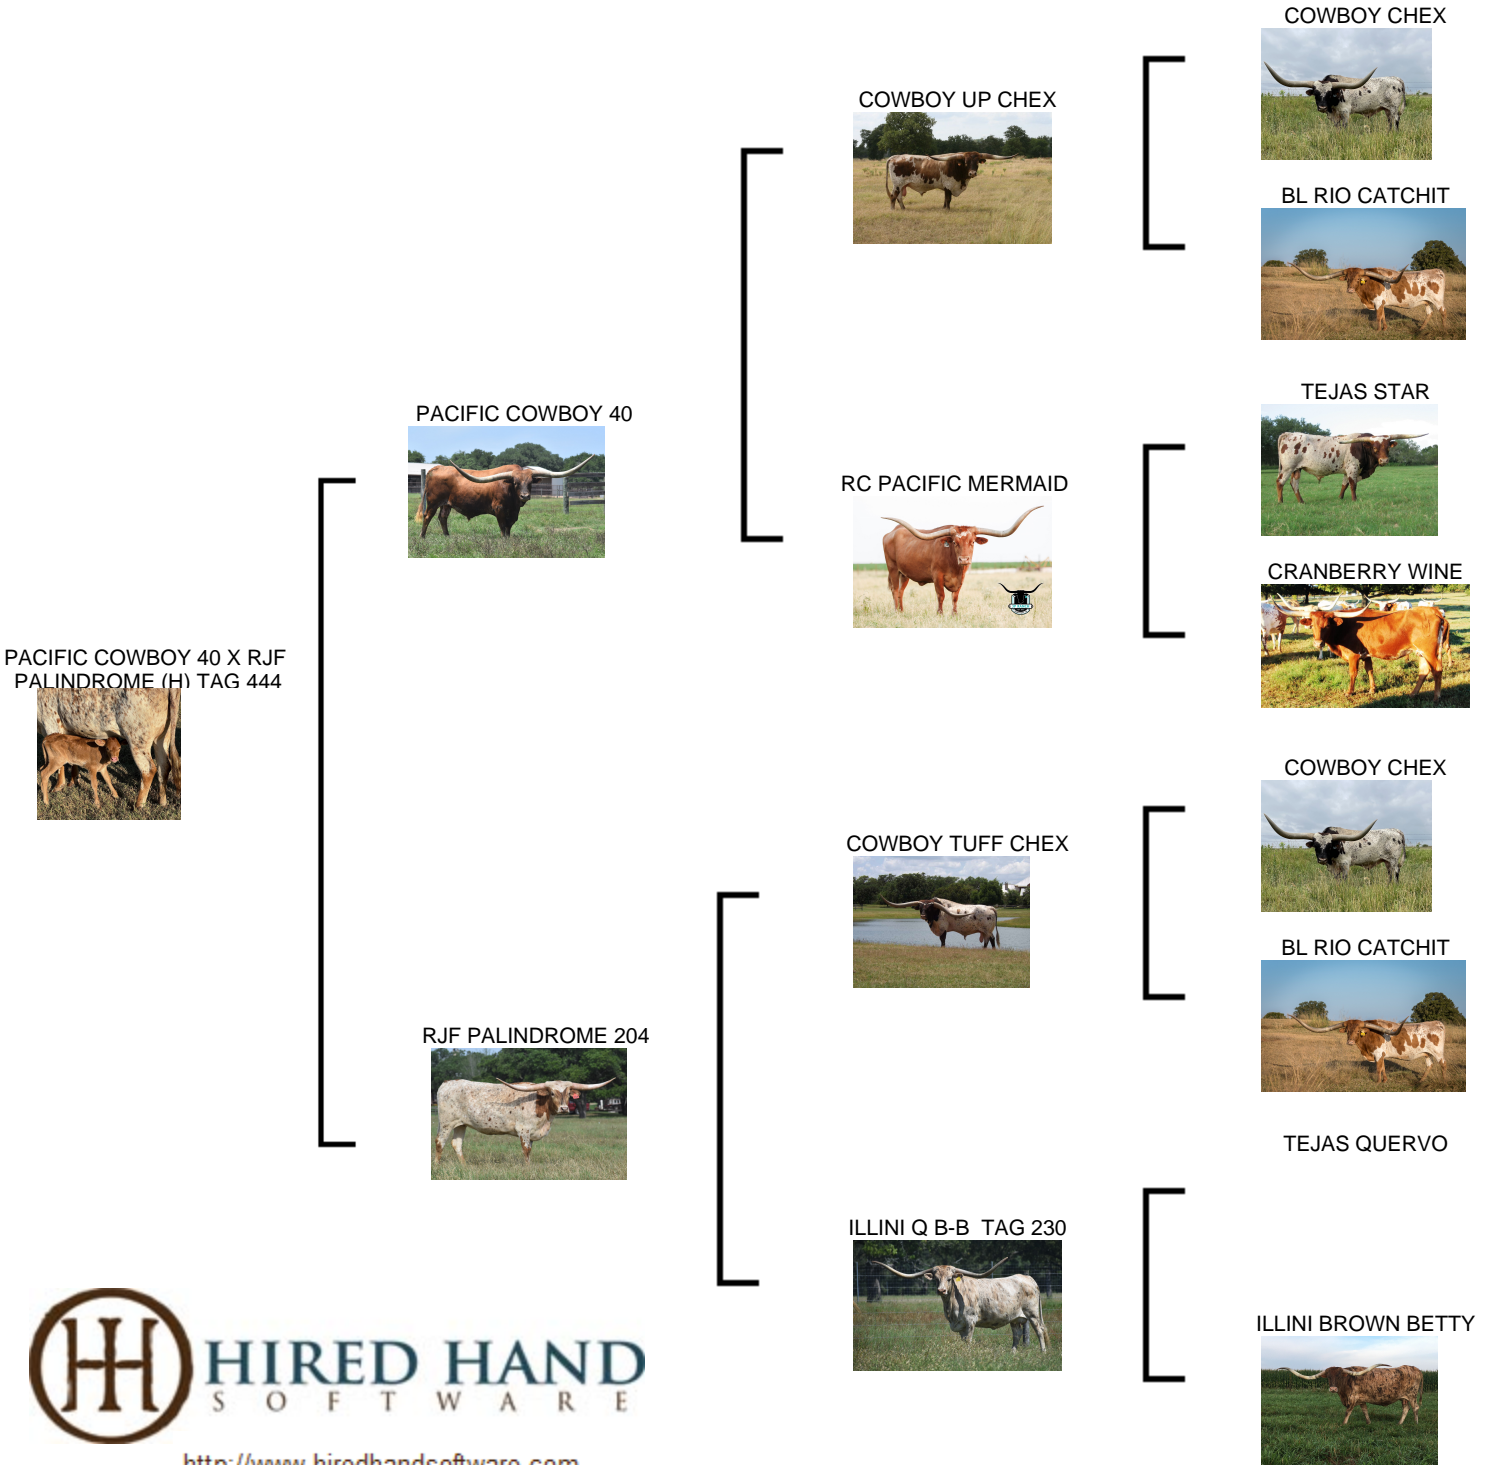 COWBOY CHEX
COWBOY UP CHEX
BL RIO CATCHIT
TEJAS STAR
PACIFIC COWBOY 40
RC PACIFIC MERMAID
CRANBERRY WINE
PACIFIC COWBOY 40 X RJF
PALINDROME (H) TAG 444
COWBOY CHEX
COWBOY TUFF CHEX
BL RIO CATCHIT
RJF PALINDROME 204
TEJAS QUERVO
ILLINI Q B-B TAG 230
ILLINI BROWN BETTY
HIRED HAND
SOFTWARE
http://www.hiredhandsoftware.com